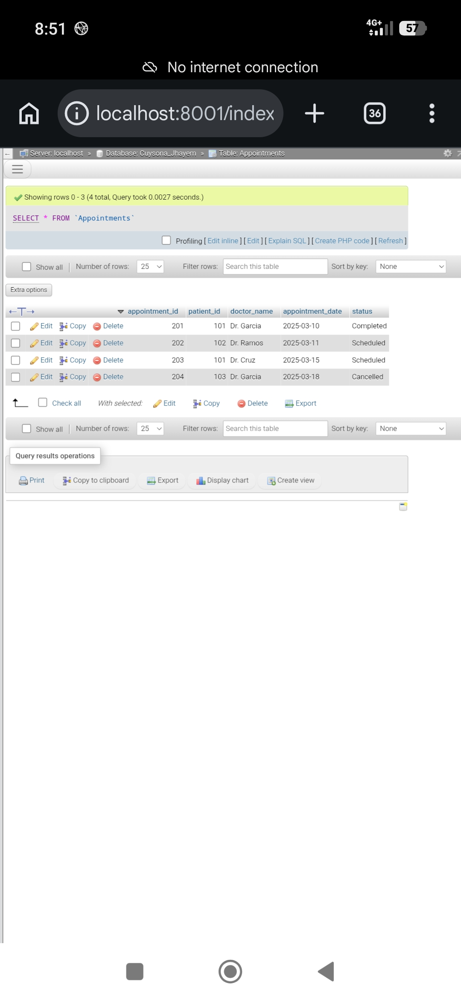 8:51 4G+ 57
No internet connection
localhost:8001/index 36
Server: localhost » Database: Cuysona_Jhayem » Table: Appointments
Showing rows 0 - 3 (4 total, Query took 0.0027 seconds.)
SELECT * FROM `Appointments`
Profiling [ Edit inline ] [ Edit ] [ Explain SQL ] [ Create PHP code ] [ Refresh ]
Show all | Number of rows: 25 Filter rows: Search this table Sort by key: None
Extra options
←T→ appointment_id patient_id doctor_name appointment_date status
Edit Copy Delete 201 101 Dr. Garcia 2025-03-10 Completed
Edit Copy Delete 202 102 Dr. Ramos 2025-03-11 Scheduled
Edit Copy Delete 203 101 Dr. Cruz 2025-03-15 Scheduled
Edit Copy Delete 204 103 Dr. Garcia 2025-03-18 Cancelled
Check all With selected: Edit Copy Delete Export
Show all | Number of rows: 25 Filter rows: Search this table Sort by key: None
Query results operations
Print Copy to clipboard Export Display chart Create view